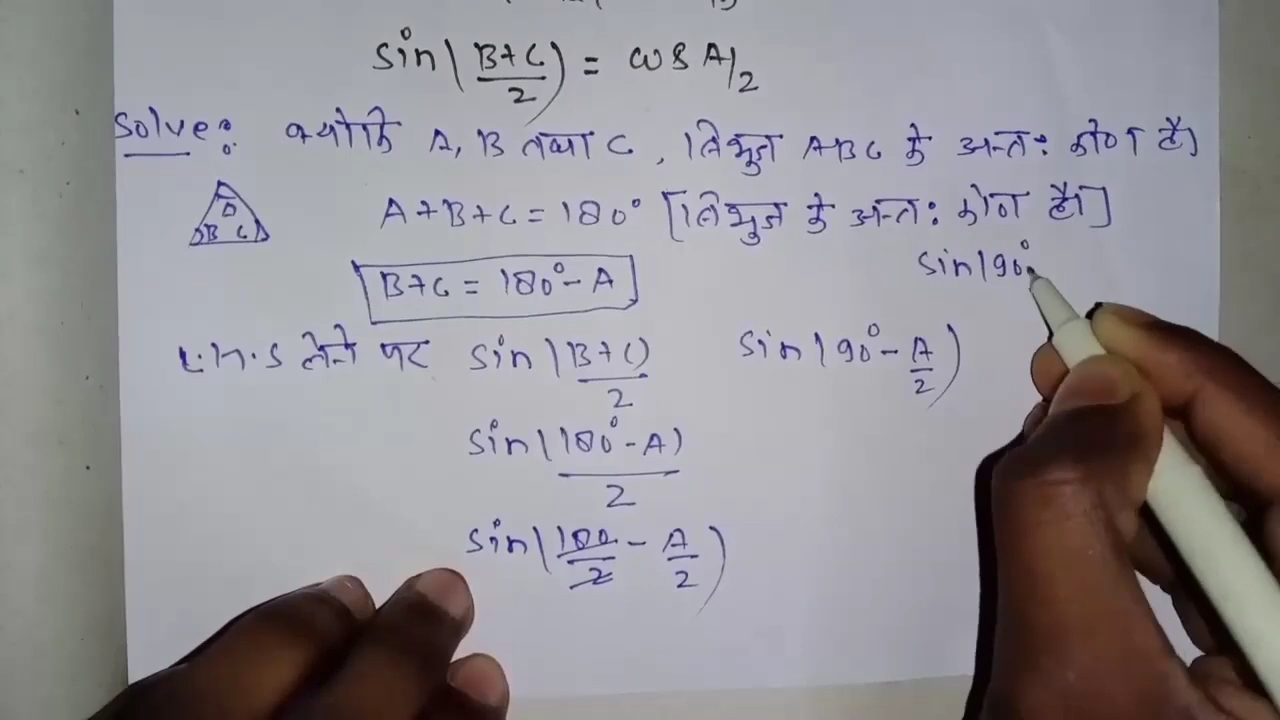 sin(B+C/2) = cos A/2
Solve: क्योंकि A, B तथा C, त्रिभुज ABC के अन्तः कोण है।
A+B+C = 180° [त्रिभुज के अन्तः कोण है।]
B C
sin(90°
B+C = 180° - A
L.H.S लेने पर sin(B+C)/2 sin(90° - A/2)
sin(180° - A)/2
sin(180/2 - A/2)